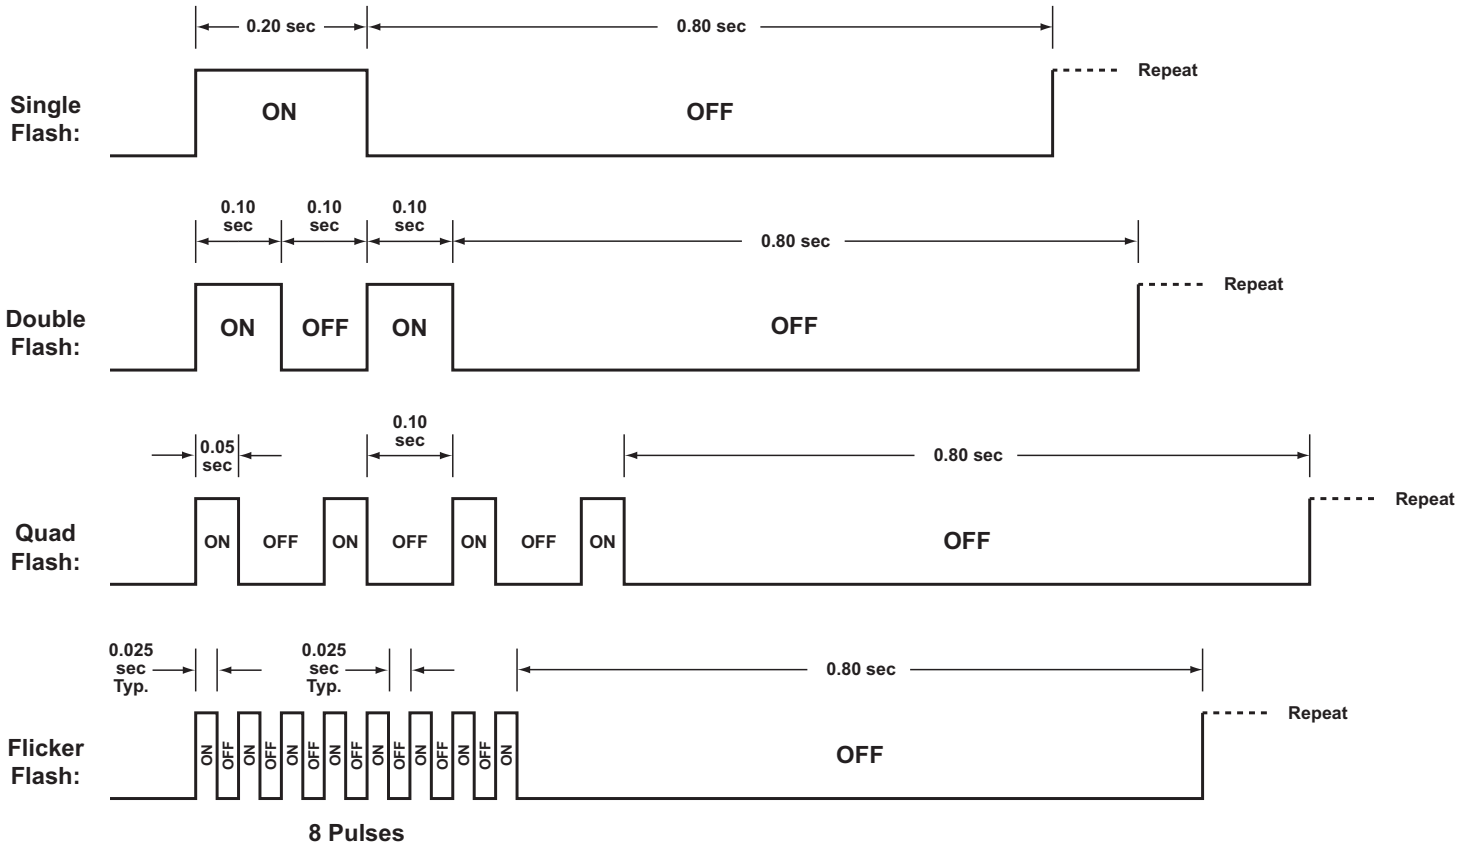 0.20 sec
0.80 sec
Repeat
Single
Flash:
ON
OFF
0.10
sec
0.10
sec
0.10
sec
0.80 sec
Repeat
Double
Flash:
ON
OFF
ON
OFF
0.05
sec
0.10
sec
0.80 sec
Repeat
Quad
Flash:
ON
OFF
ON
OFF
ON
OFF
ON
OFF
0.025
sec
Typ.
0.025
sec
Typ.
0.80 sec
Repeat
Flicker
Flash:
ON
OFF
ON
OFF
ON
OFF
ON
OFF
ON
OFF
ON
OFF
ON
OFF
ON
OFF
8 Pulses